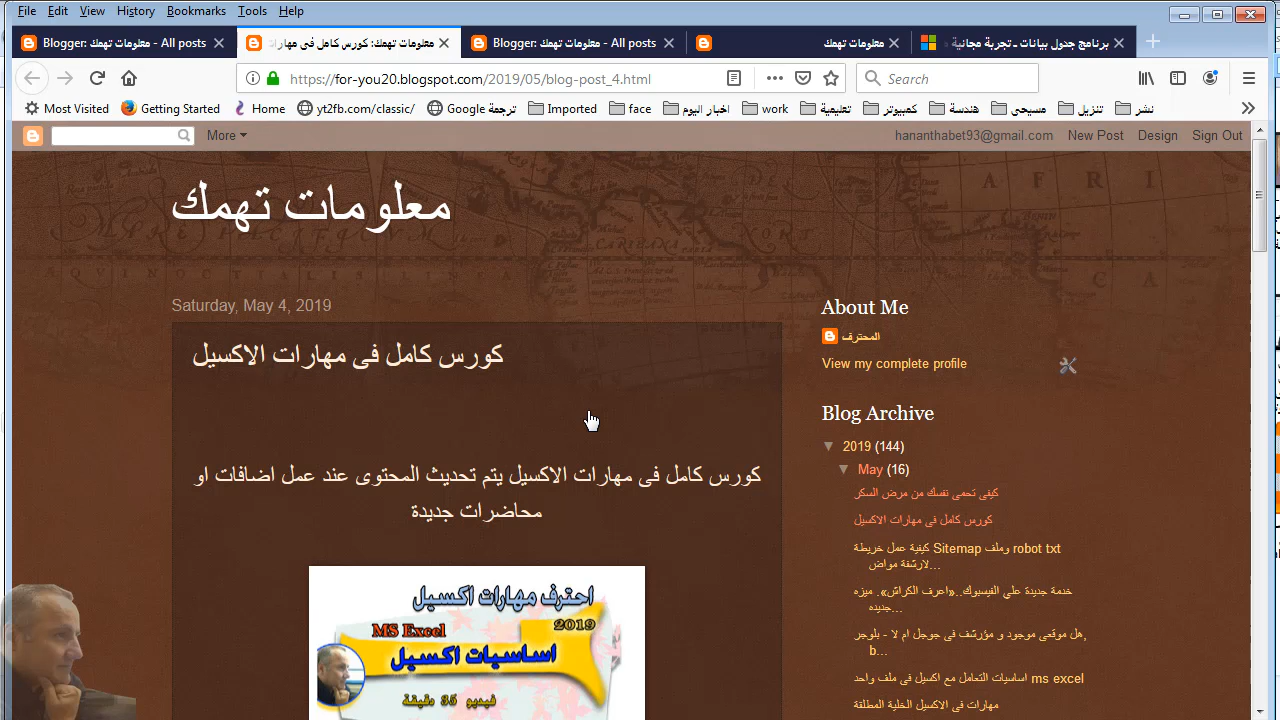 File Edit View History Bookmarks Tools Help
Blogger: معلومات تهمك - All posts
معلومات تهمك: كورس كامل فى مهارات
Blogger: معلومات تهمك - All posts
معلومات تهمك
برنامج جدول بيانات ـ تجربة مجانية
https://for-you20.blogspot.com/2019/05/blog-post_4.html
Search
Most Visited Getting Started Home yt2fb.com/classic/ ترجمة Google Imported face اخبار اليوم work تعليمية كمبيوتر هندسة مسيحى تنزيل نشر
More
hananthabet93@gmail.com New Post Design Sign Out
معلومات تهمك
AFRI
CARIBANA
CA
Saturday, May 4, 2019
كورس كامل فى مهارات الاكسيل
كورس كامل فى مهارات الاكسيل يتم تحديث المحتوى عند عمل اضافات او
محاضرات جديدة
احترف مهارات اكسيل
2019
MS Excel
اساسيات اكسيل
فيديو 35 دقيقة
About Me
المحترف
View my complete profile
Blog Archive
2019 (144)
May (16)
كيفى تحمى نفسك من مرض السكر
كورس كامل فى مهارات الاكسيل
كيفية عمل خريطة Sitemap وملف robot txt
لارشفة مواض...
خدمة جديدة علي الفيسبوك..«اعرف الكراش». ميزه
جديده...
هل موقعى موجود و مؤرشف فى جوجل ام لا - بلوجر,
b...
اساسيات التعامل مع اكسيل فى ملف واحد ms excel
مهارات فى الاكسيل الخلية المطلقة